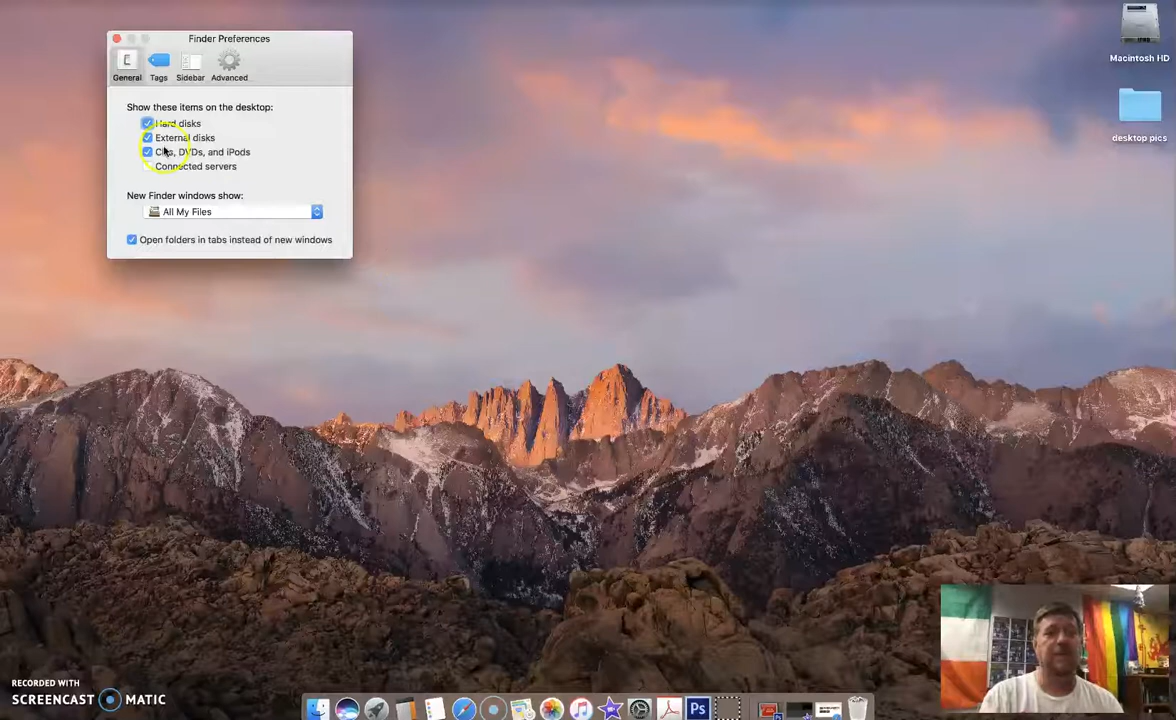 Finder Preferences
General Tags Sidebar Advanced
Show these items on the desktop:
Hard disks
External disks
CDs, DVDs, and iPods
Connected servers
New Finder windows show:
All My Files
Open folders in tabs instead of new windows
Macintosh HD
desktop pics
RECORDED WITH
SCREENCAST MATIC
Ps